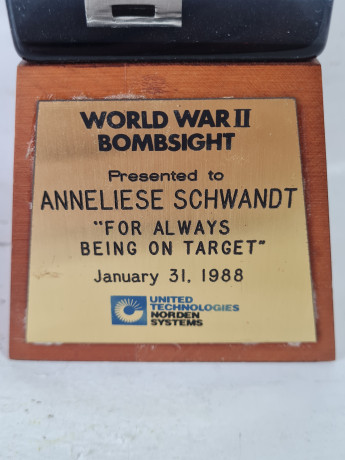 WORLD WAR II
BOMBSIGHT
Presented to
ANNELIESE SCHWANDT
"FOR ALWAYS
BEING ON TARGET"
January 31, 1988
UNITED
TECHNOLOGIES
NORDEN
SYSTEMS